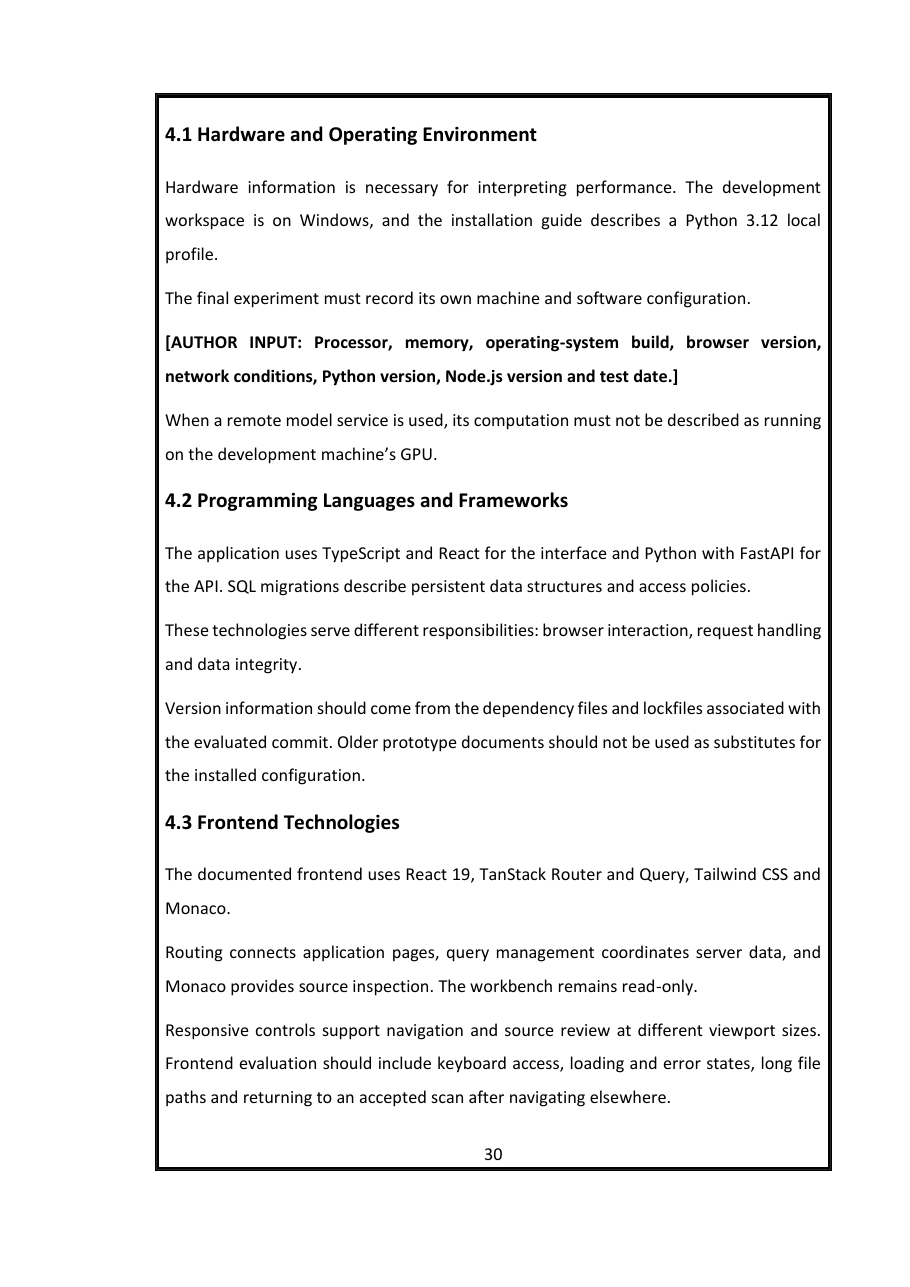 4.1 Hardware and Operating Environment
Hardware information is necessary for interpreting performance. The development
workspace is on Windows, and the installation guide describes a Python 3.12 local
profile.
The final experiment must record its own machine and software configuration.
[AUTHOR INPUT: Processor, memory, operating-system build, browser version,
network conditions, Python version, Node.js version and test date.]
When a remote model service is used, its computation must not be described as running
on the development machine’s GPU.
4.2 Programming Languages and Frameworks
The application uses TypeScript and React for the interface and Python with FastAPI for
the API. SQL migrations describe persistent data structures and access policies.
These technologies serve different responsibilities: browser interaction, request handling
and data integrity.
Version information should come from the dependency files and lockfiles associated with
the evaluated commit. Older prototype documents should not be used as substitutes for
the installed configuration.
4.3 Frontend Technologies
The documented frontend uses React 19, TanStack Router and Query, Tailwind CSS and
Monaco.
Routing connects application pages, query management coordinates server data, and
Monaco provides source inspection. The workbench remains read-only.
Responsive controls support navigation and source review at different viewport sizes.
Frontend evaluation should include keyboard access, loading and error states, long file
paths and returning to an accepted scan after navigating elsewhere.
30